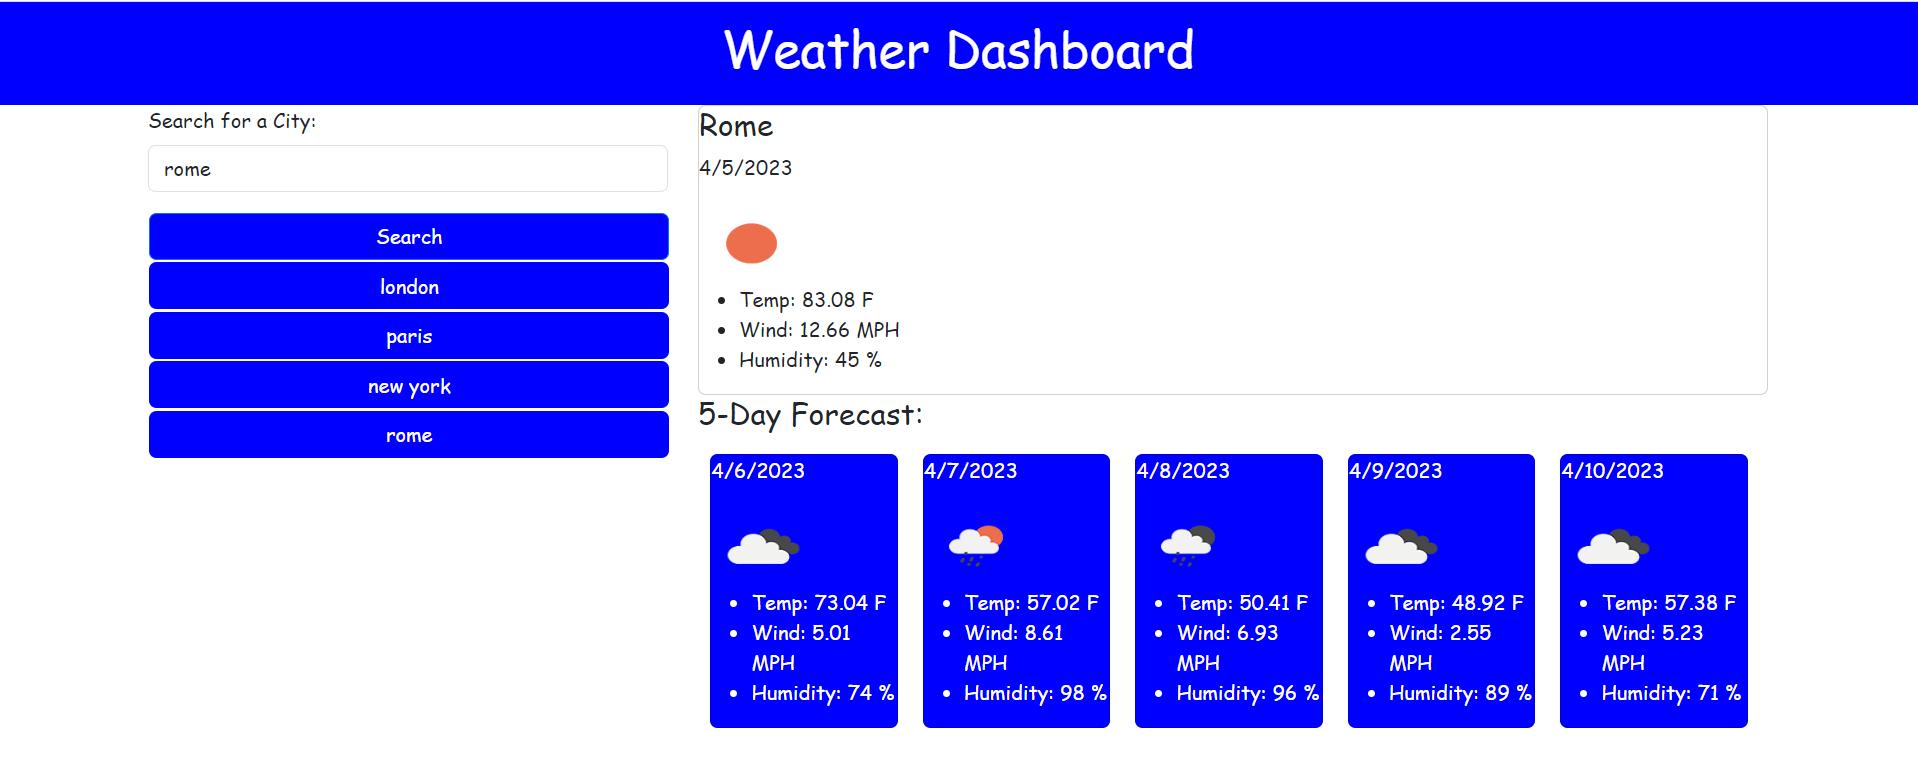 Weather Dashboard
Search for a City:
rome
Search
london
paris
new york
rome
Rome
4/5/2023
Temp: 83.08 F
Wind: 12.66 MPH
Humidity: 45 %
5-Day Forecast:
4/6/2023
Temp: 73.04 F
Wind: 5.01
MPH
Humidity: 74 %
4/7/2023
Temp: 57.02 F
Wind: 8.61
MPH
Humidity: 98 %
4/8/2023
Temp: 50.41 F
Wind: 6.93
MPH
Humidity: 96 %
4/9/2023
Temp: 48.92 F
Wind: 2.55
MPH
Humidity: 89 %
4/10/2023
Temp: 57.38 F
Wind: 5.23
MPH
Humidity: 71 %